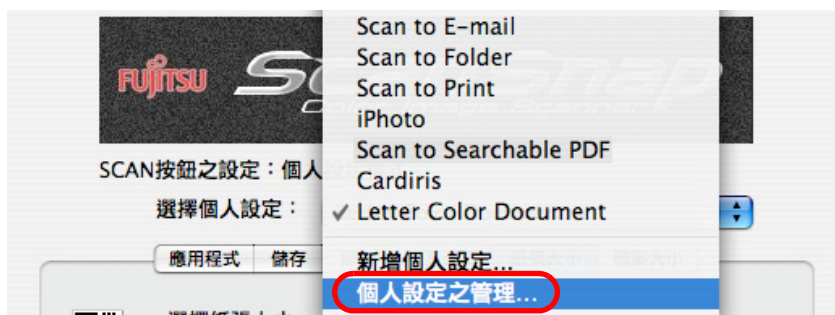 Scan to E-mail
Scan to Folder
FUJITSU
Scan to Print
iPhoto
Scan to Searchable PDF
SCAN按鈕之設定：個人
Cardiris
選擇個人設定：
✓ Letter Color Document
應用程式 儲存
新增個人設定...
個人設定之管理...